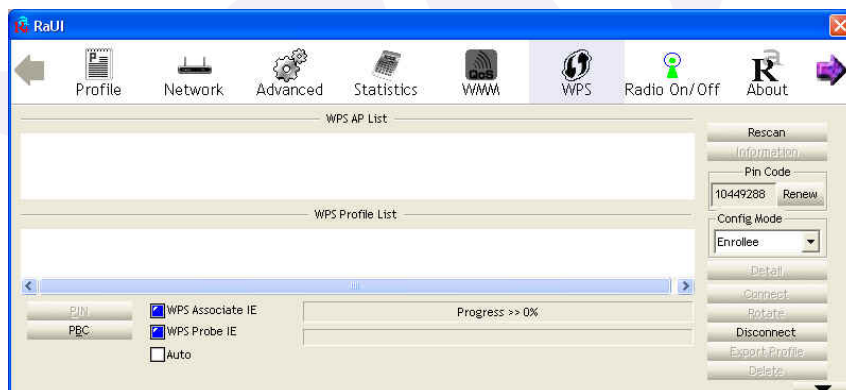 RaUI
Profile Network Advanced Statistics QoS WMM WPS Radio On/Off About
WPS AP List
Rescan
Information
Pin Code
10449288 Renew
WPS Profile List
Config Mode
Enrollee
Detail
PIN
WPS Associate IE
Progress >> 0%
Connect
Rotate
PBC
WPS Probe IE
Disconnect
Auto
Export Profile
Delete